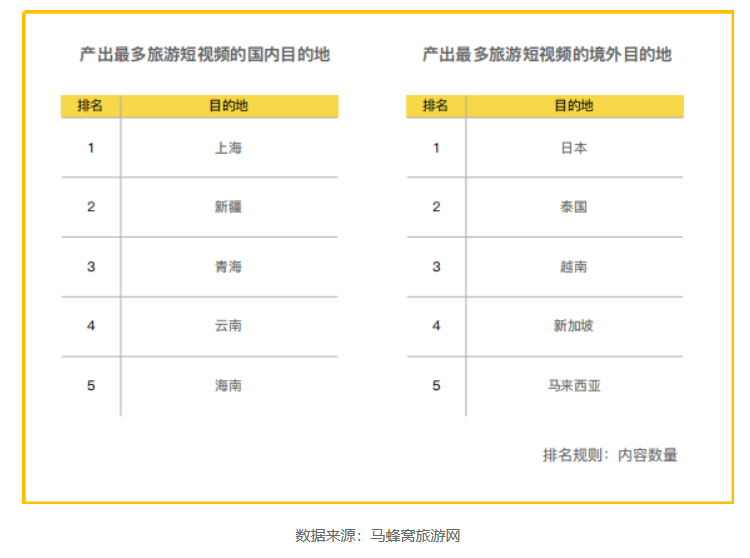 产出最多旅游短视频的国内目的地
排名 目的地
1 上海
2 新疆
3 青海
4 云南
5 海南
产出最多旅游短视频的境外目的地
排名 目的地
1 日本
2 泰国
3 越南
4 新加坡
5 马来西亚
排名规则：内容数量
数据来源：马蜂窝旅游网